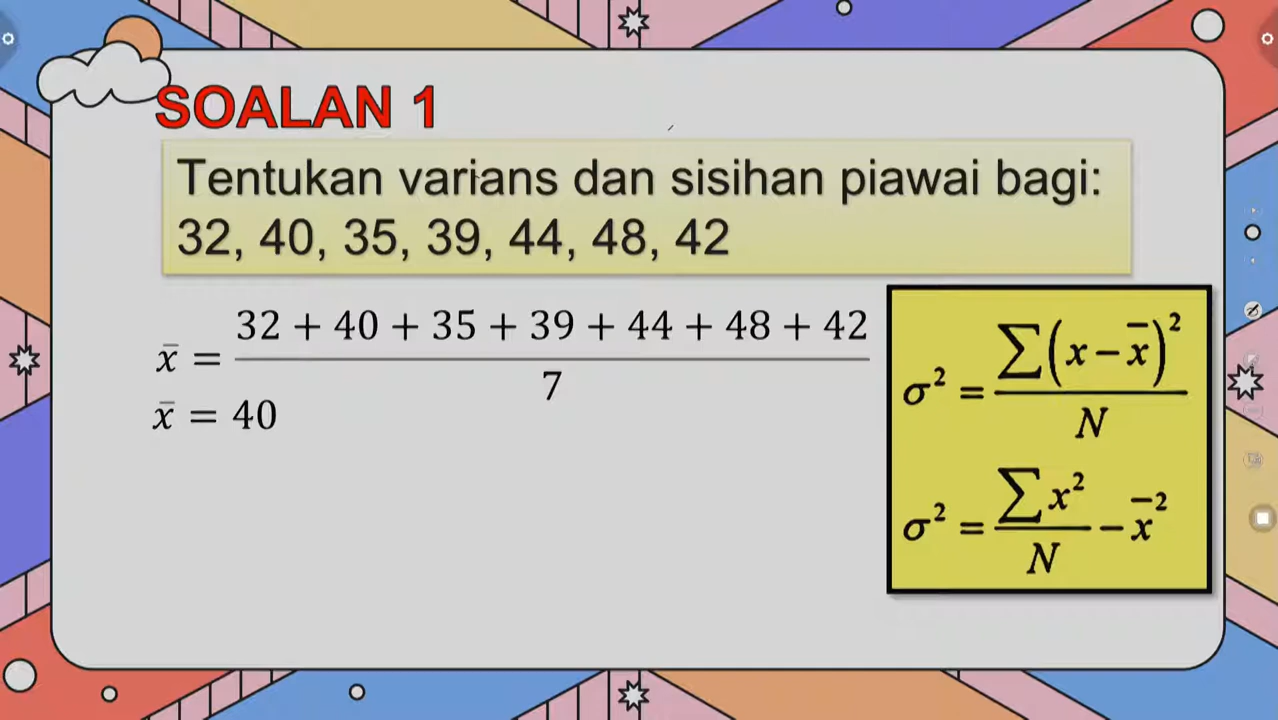 SOALAN 1
Tentukan varians dan sisihan piawai bagi:
32, 40, 35, 39, 44, 48, 42
x̄ = (32 + 40 + 35 + 39 + 44 + 48 + 42) / 7
x̄ = 40
σ² = ∑(x − x̄)² / N
σ² = ∑x² / N − x̄²